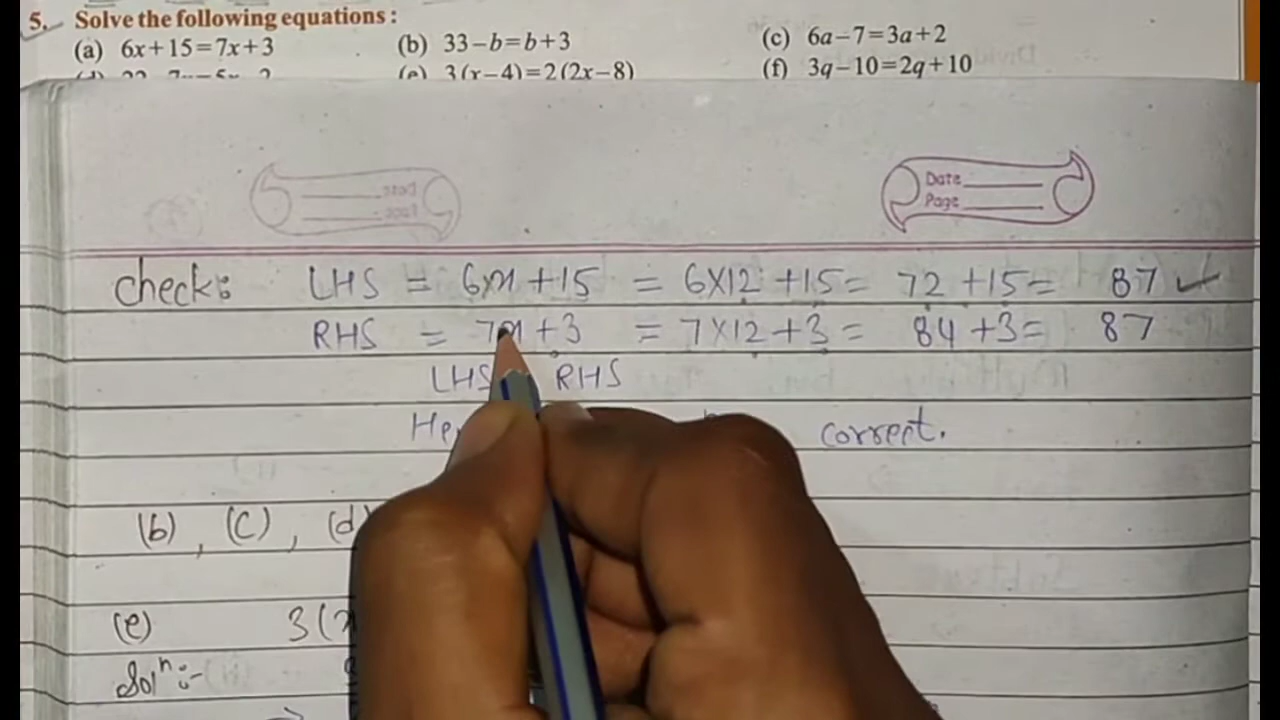 5. Solve the following equations:
(a) 6x+15=7x+3 (b) 33-b=b+3 (c) 6a-7=3a+2
(e) 3(x-4)=2(2x-8) (f) 3q-10=2q+10
Date
Page
check: LHS = 6x+15 = 6×12 +15 = 72 +15 = 87 ✓
RHS = 7x+3 = 7×12 +3 = 84 +3 = 87
LHS RHS
correct.
(b), (C), (d)
(e) 3(x
Solⁿ:-